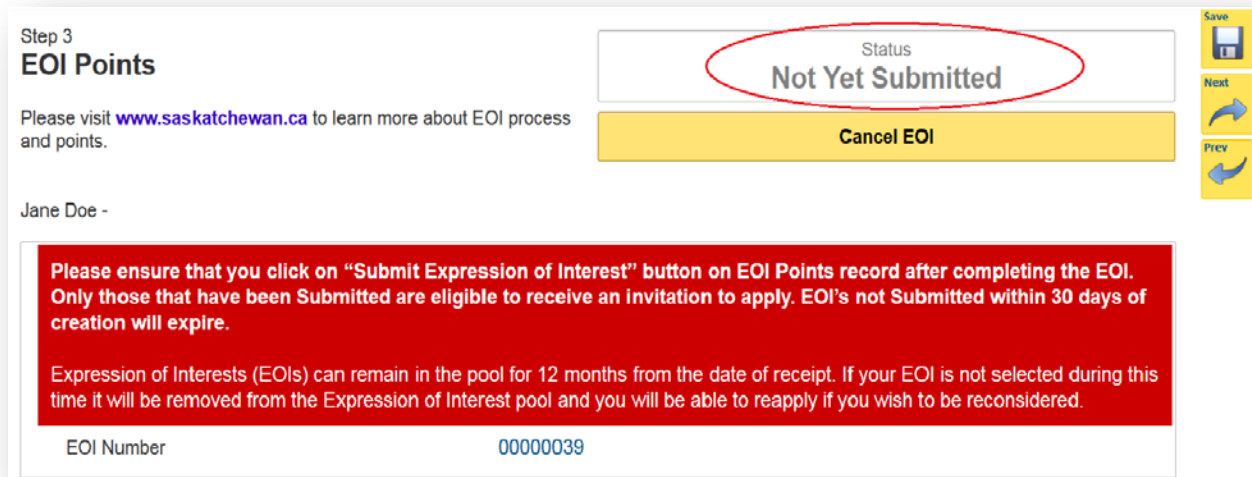 Step 3
EOI Points
Please visit www.saskatchewan.ca to learn more about EOI process
and points.
Status
Not Yet Submitted
Cancel EOI
Save
Next
Prev
Jane Doe -
Please ensure that you click on “Submit Expression of Interest” button on EOI Points record after completing the EOI.
Only those that have been Submitted are eligible to receive an invitation to apply. EOI’s not Submitted within 30 days of
creation will expire.
Expression of Interests (EOIs) can remain in the pool for 12 months from the date of receipt. If your EOI is not selected during this
time it will be removed from the Expression of Interest pool and you will be able to reapply if you wish to be reconsidered.
EOI Number 00000039